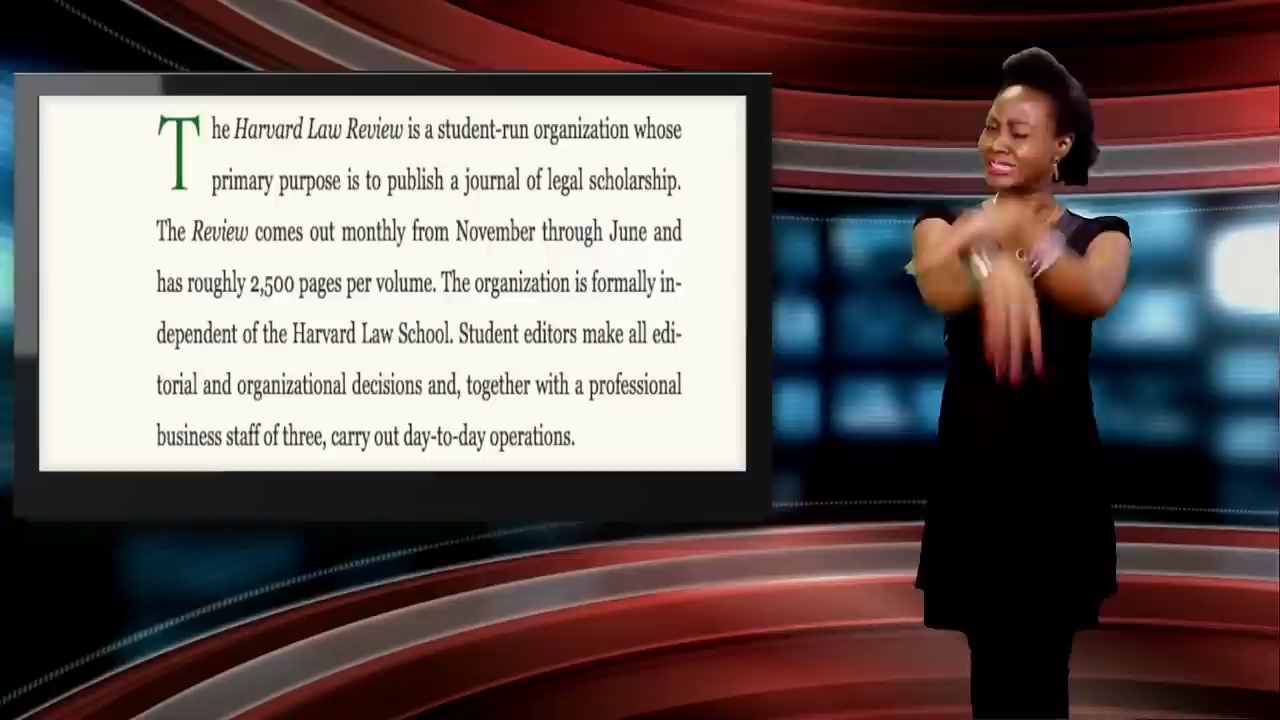 The Harvard Law Review is a student-run organization whose
primary purpose is to publish a journal of legal scholarship.
The Review comes out monthly from November through June and
has roughly 2,500 pages per volume. The organization is formally in-
dependent of the Harvard Law School. Student editors make all edi-
torial and organizational decisions and, together with a professional
business staff of three, carry out day-to-day operations.